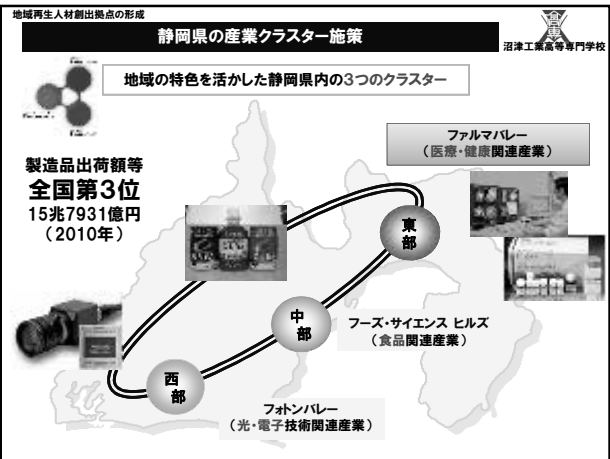 地域再生人材創出拠点の形成
静岡県の産業クラスター施策
沼津工業高等専門学校
地域の特色を活かした静岡県内の3つのクラスター
ファルマバレー
（医療・健康関連産業）
製造品出荷額等
全国第3位
15兆7931億円
（2010年）
東部
中部
フーズ・サイエンス ヒルズ
（食品関連産業）
西部
フォトンバレー
（光・電子技術関連産業）